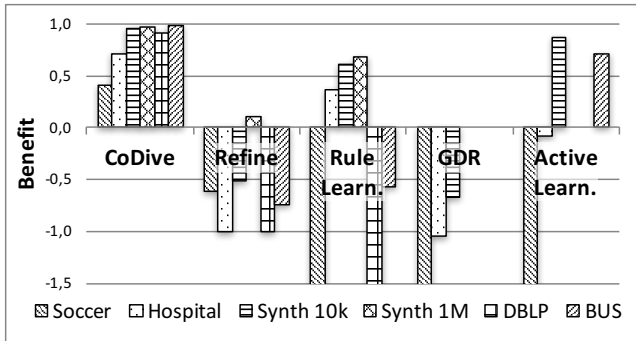 1,0
0,5
0,0
-0,5
-1,0
-1,5
Benefit
CoDive
Refine
Rule
Learn.
GDR
Active
Learn.
Soccer Hospital Synth 10k Synth 1M DBLP BUS